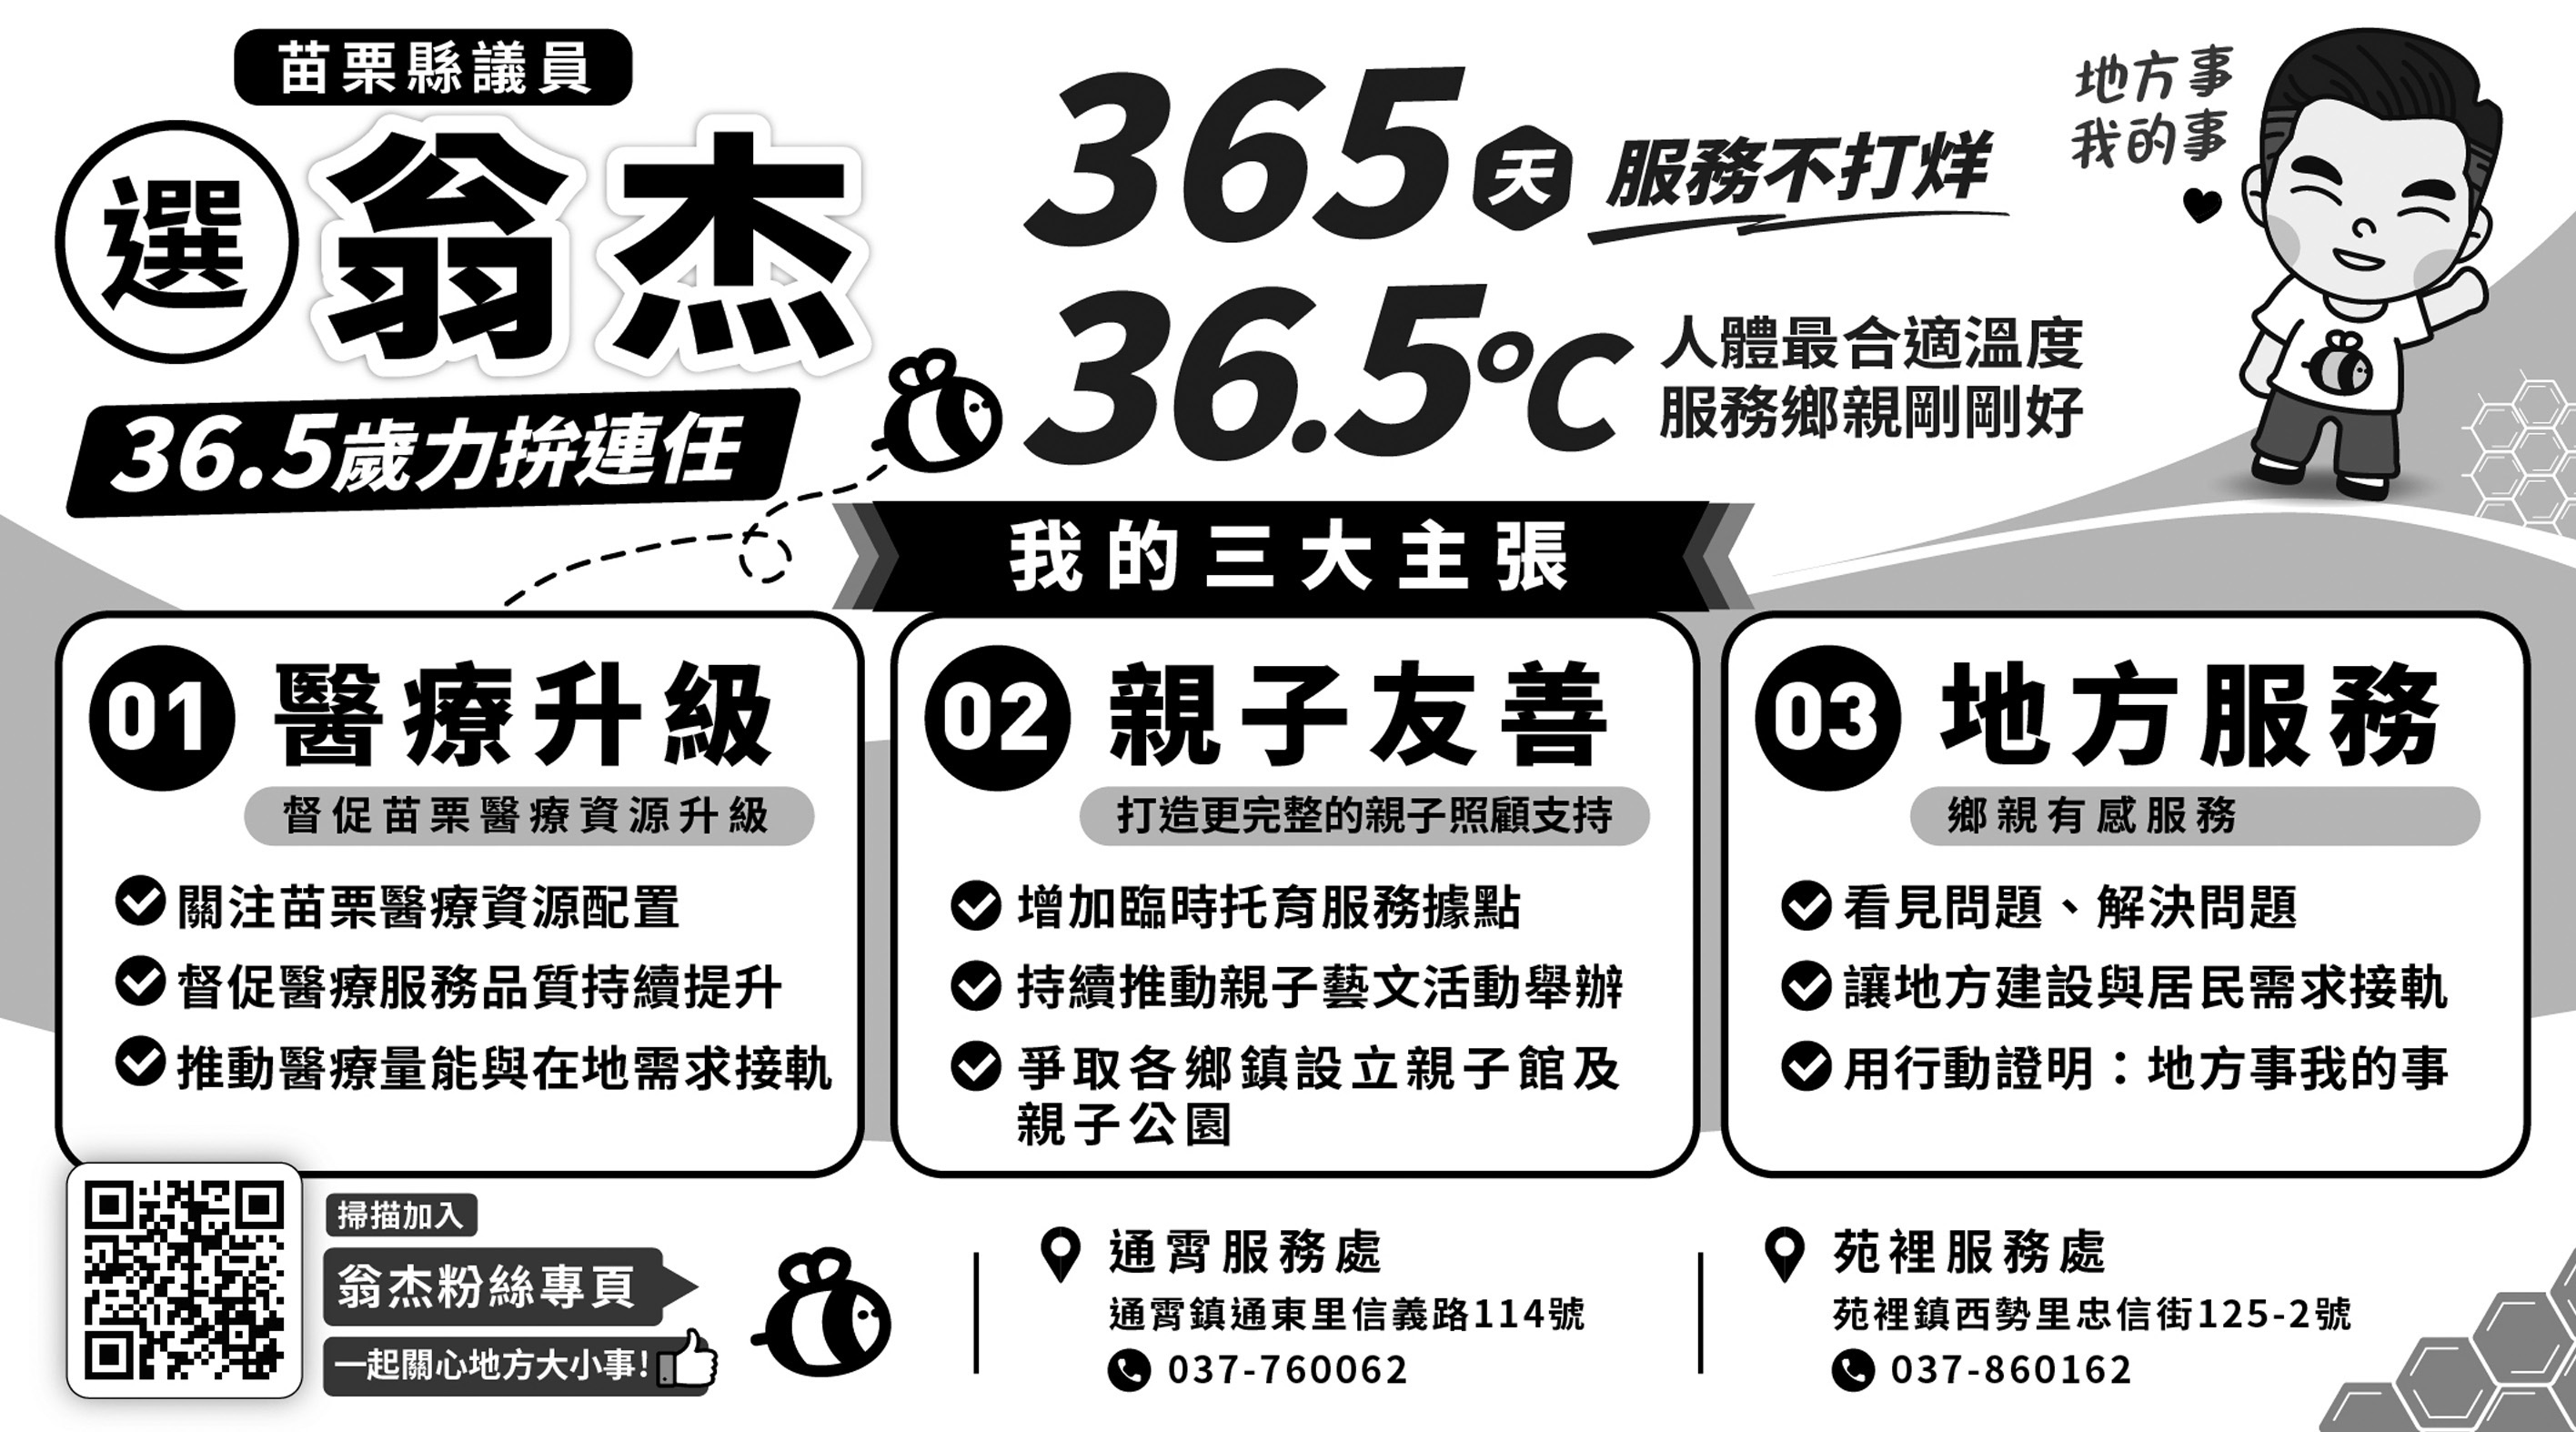 苗栗縣議員
選 翁杰
36.5歲力拚連任
365天 服務不打烊
36.5°C 人體最合適溫度
服務鄉親剛剛好
地方事
我的事
我的三大主張
01 醫療升級
督促苗栗醫療資源升級
關注苗栗醫療資源配置
督促醫療服務品質持續提升
推動醫療量能與在地需求接軌
02 親子友善
打造更完整的親子照顧支持
增加臨時托育服務據點
持續推動親子藝文活動舉辦
爭取各鄉鎮設立親子館及
親子公園
03 地方服務
鄉親有感服務
看見問題、解決問題
讓地方建設與居民需求接軌
用行動證明：地方事我的事
掃描加入
翁杰粉絲專頁
一起關心地方大小事!
通霄服務處
通霄鎮通東里信義路114號
037-760062
苑裡服務處
苑裡鎮西勢里忠信街125-2號
037-860162